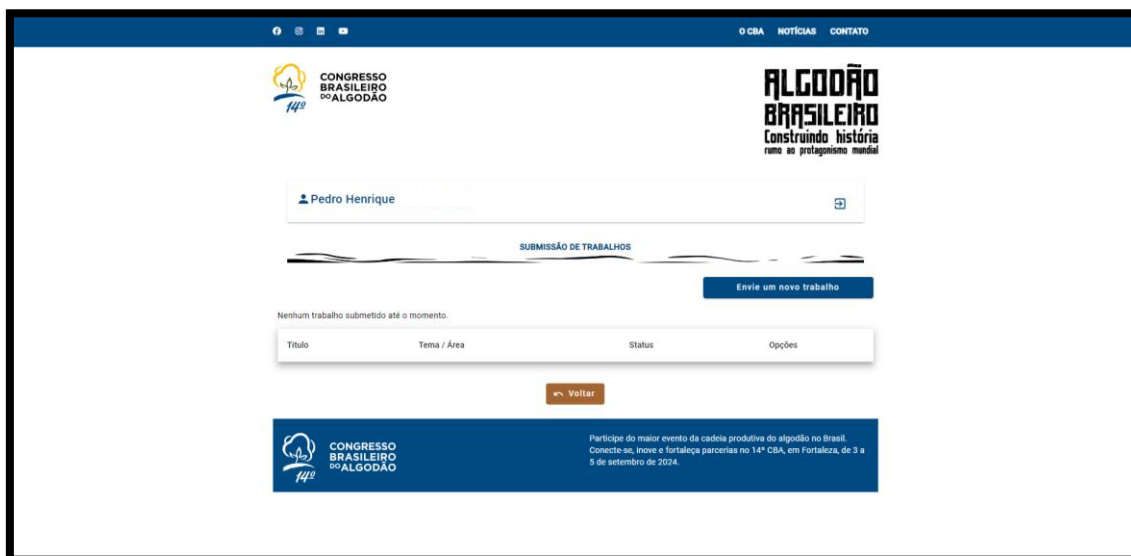 O CBA NOTÍCIAS CONTATO
CONGRESSO
BRASILEIRO
DO ALGODÃO
14º
ALGODÃO
BRASILEIRO
Construindo história
rumo ao protagonismo mundial
Pedro Henrique
SUBMISSÃO DE TRABALHOS
Envie um novo trabalho
Nenhum trabalho submetido até o momento.
Título Tema / Área Status Opções
Voltar
CONGRESSO
BRASILEIRO
DO ALGODÃO
14º
Participe do maior evento da cadeia produtiva do algodão no Brasil.
Conecte-se, inove e fortaleça parcerias no 14º CBA, em Fortaleza, de 3 a
5 de setembro de 2024.